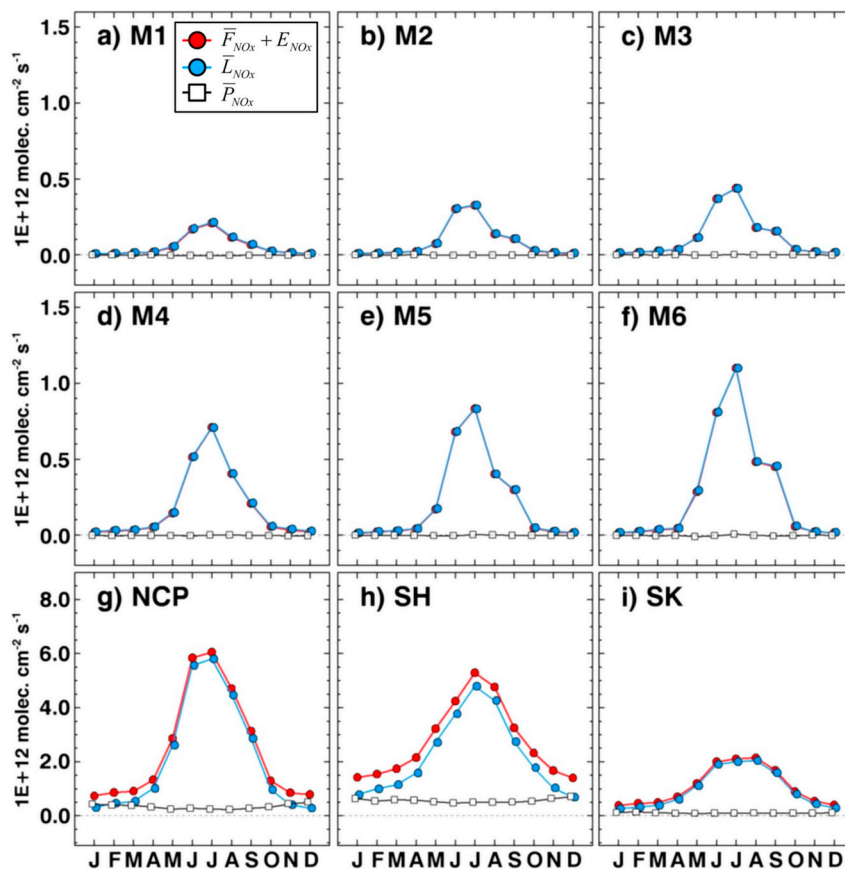 a) M1
F̅NOx + ENOx
L̅NOx
P̅NOx
b) M2
c) M3
1.5
1.0
0.5
0.0
1E+12 molec. cm⁻² s⁻¹
d) M4
e) M5
f) M6
1.5
1.0
0.5
0.0
1E+12 molec. cm⁻² s⁻¹
g) NCP
h) SH
i) SK
8.0
6.0
4.0
2.0
0.0
1E+12 molec. cm⁻² s⁻¹
J F M A M J J A S O N D
J F M A M J J A S O N D
J F M A M J J A S O N D